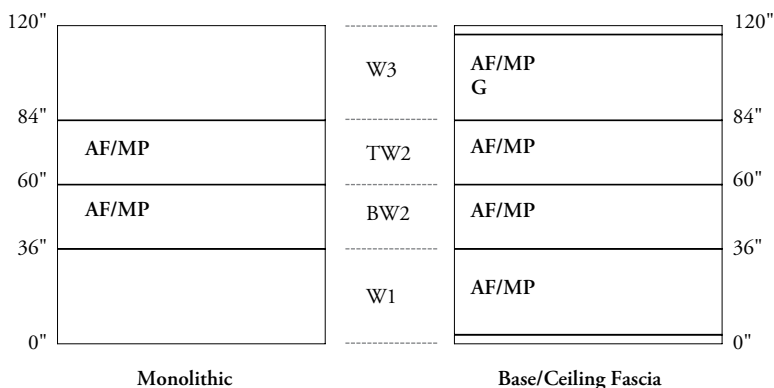 120"
120"
W3
AF/MP
G
84"
84"
AF/MP
TW2
AF/MP
60"
60"
AF/MP
BW2
AF/MP
36"
36"
W1
AF/MP
0"
0"
Monolithic
Base/Ceiling Fascia